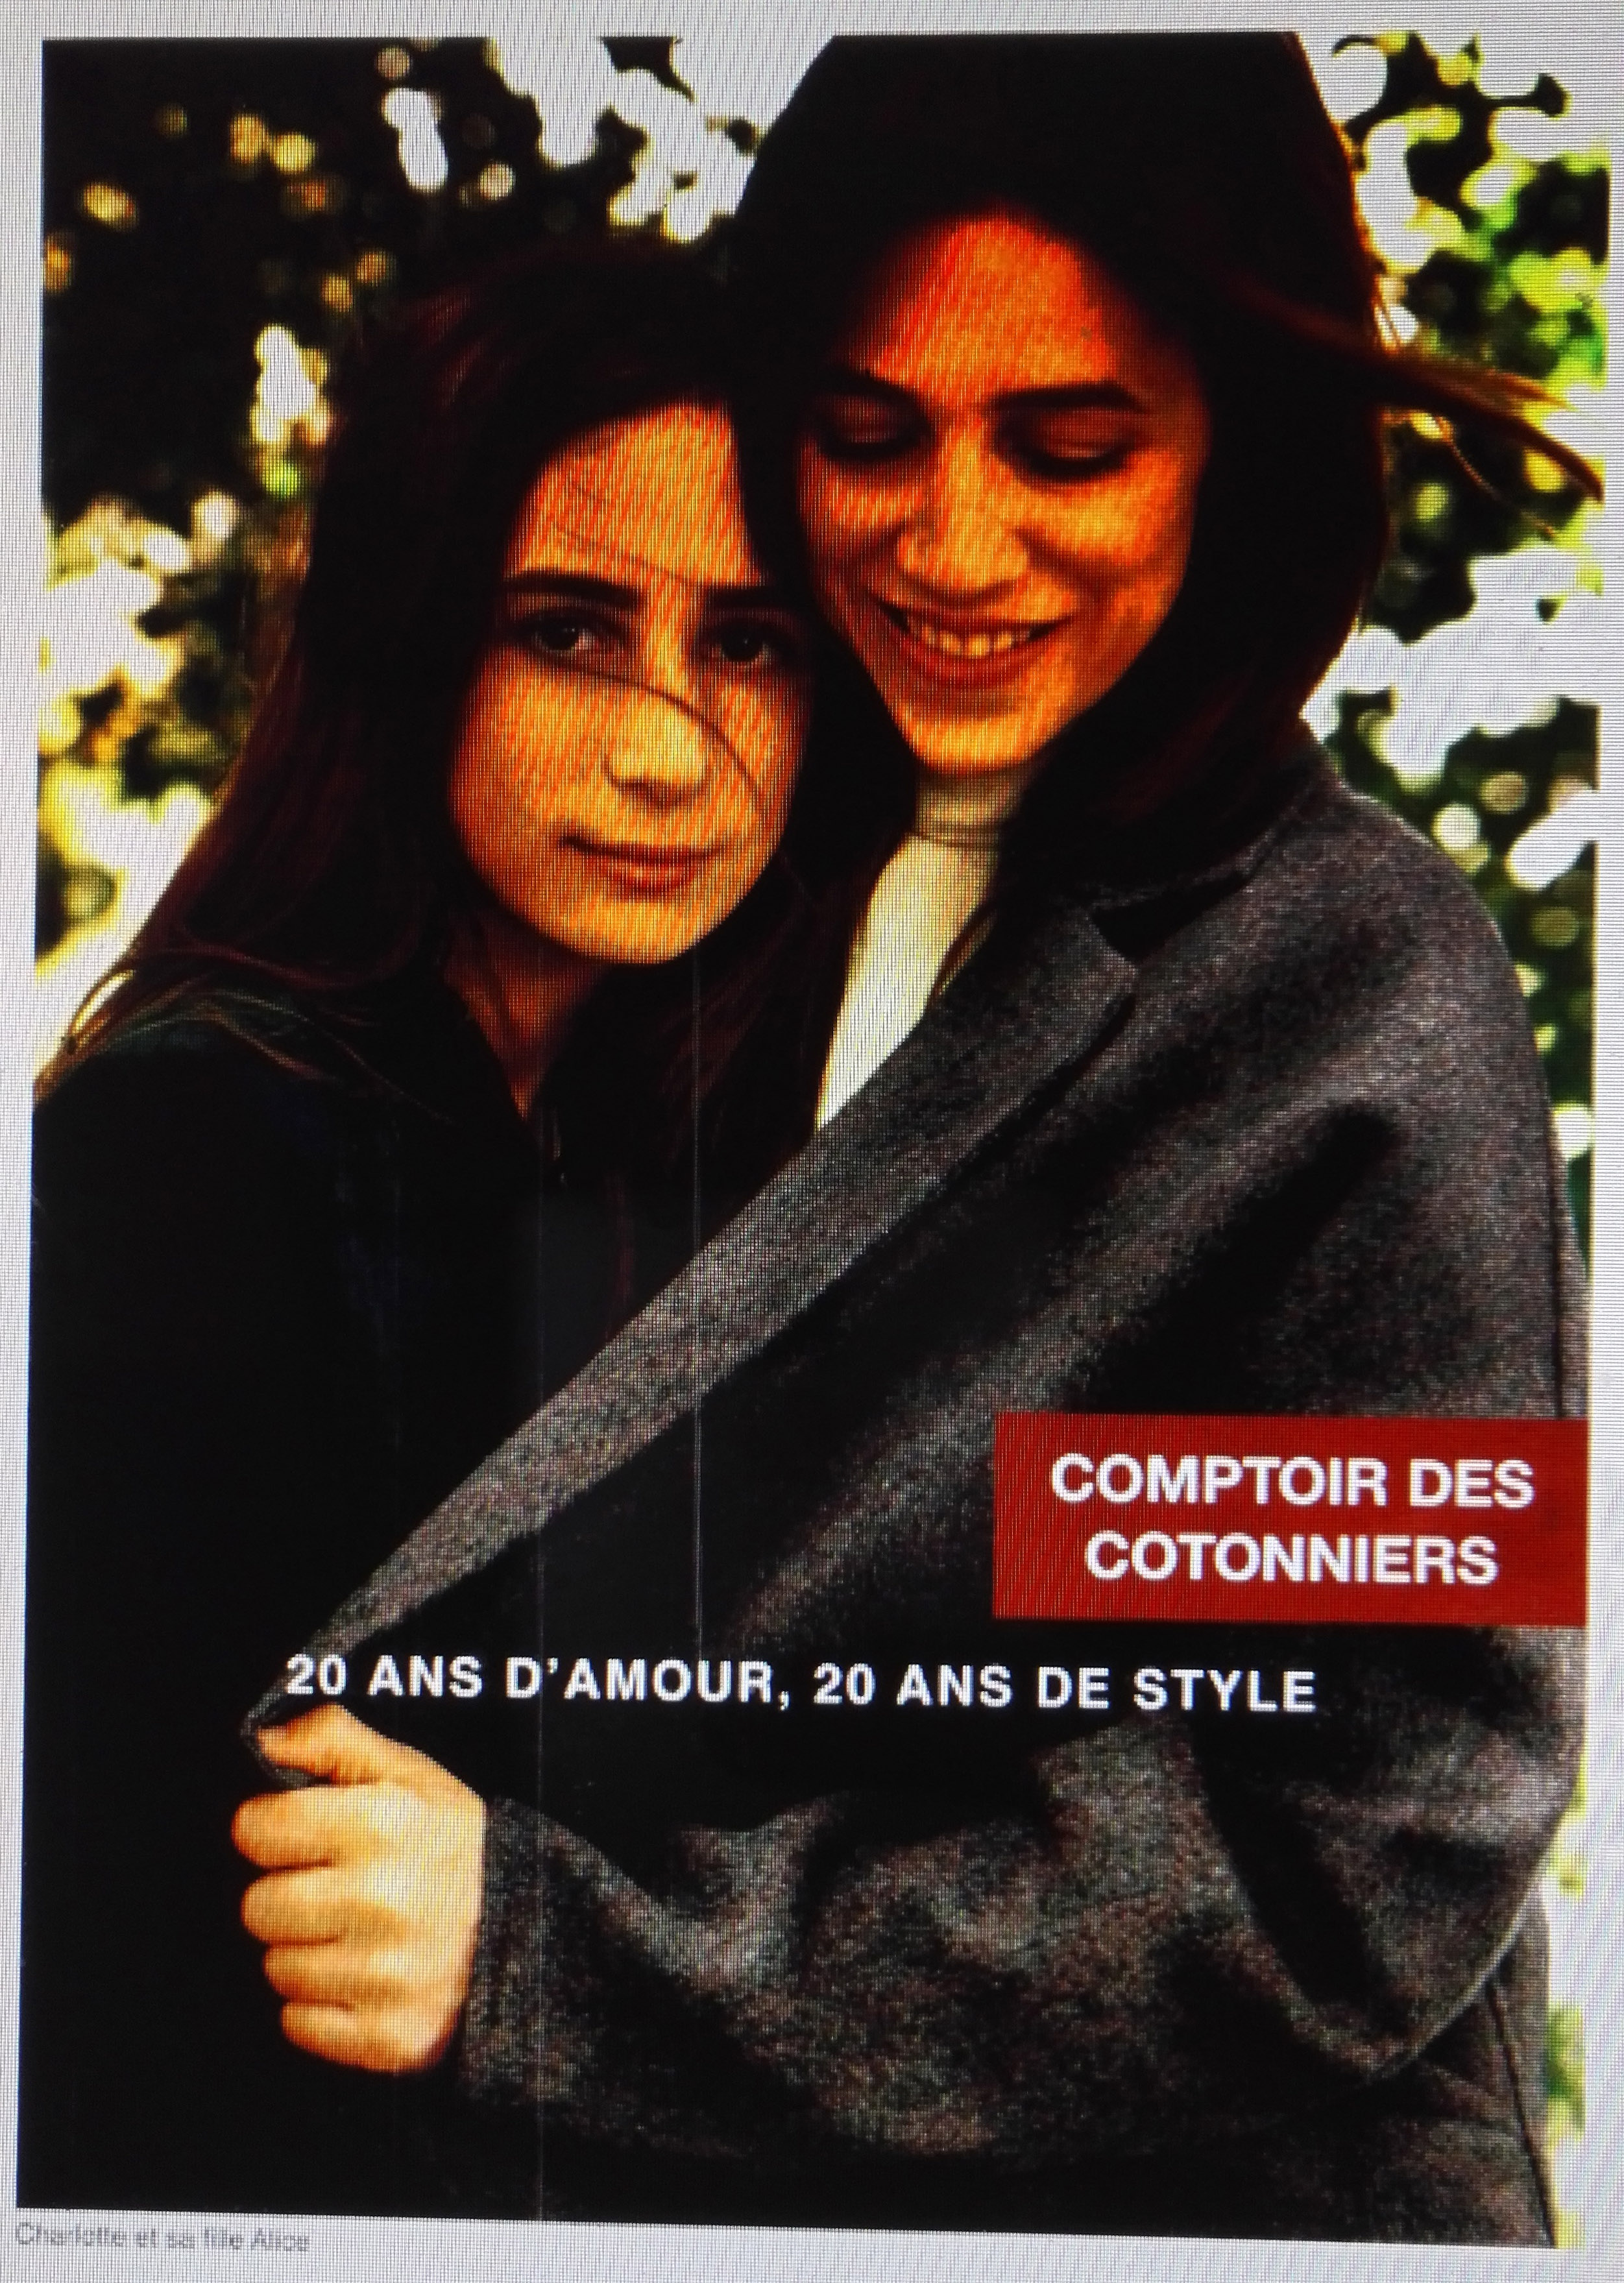 COMPTOIR DES
COTONNIERS
20 ANS D'AMOUR, 20 ANS DE STYLE
Charlotte et sa fille Alice